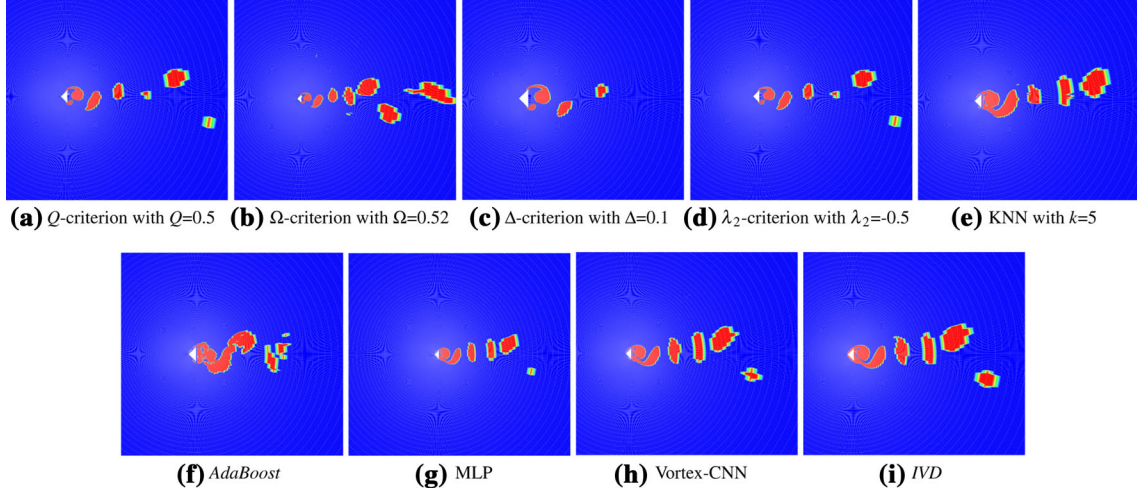 (a) Q-criterion with Q=0.5 (b) Ω-criterion with Ω=0.52 (c) Δ-criterion with Δ=0.1 (d) λ₂-criterion with λ₂=-0.5 (e) KNN with k=5
(f) AdaBoost (g) MLP (h) Vortex-CNN (i) IVD